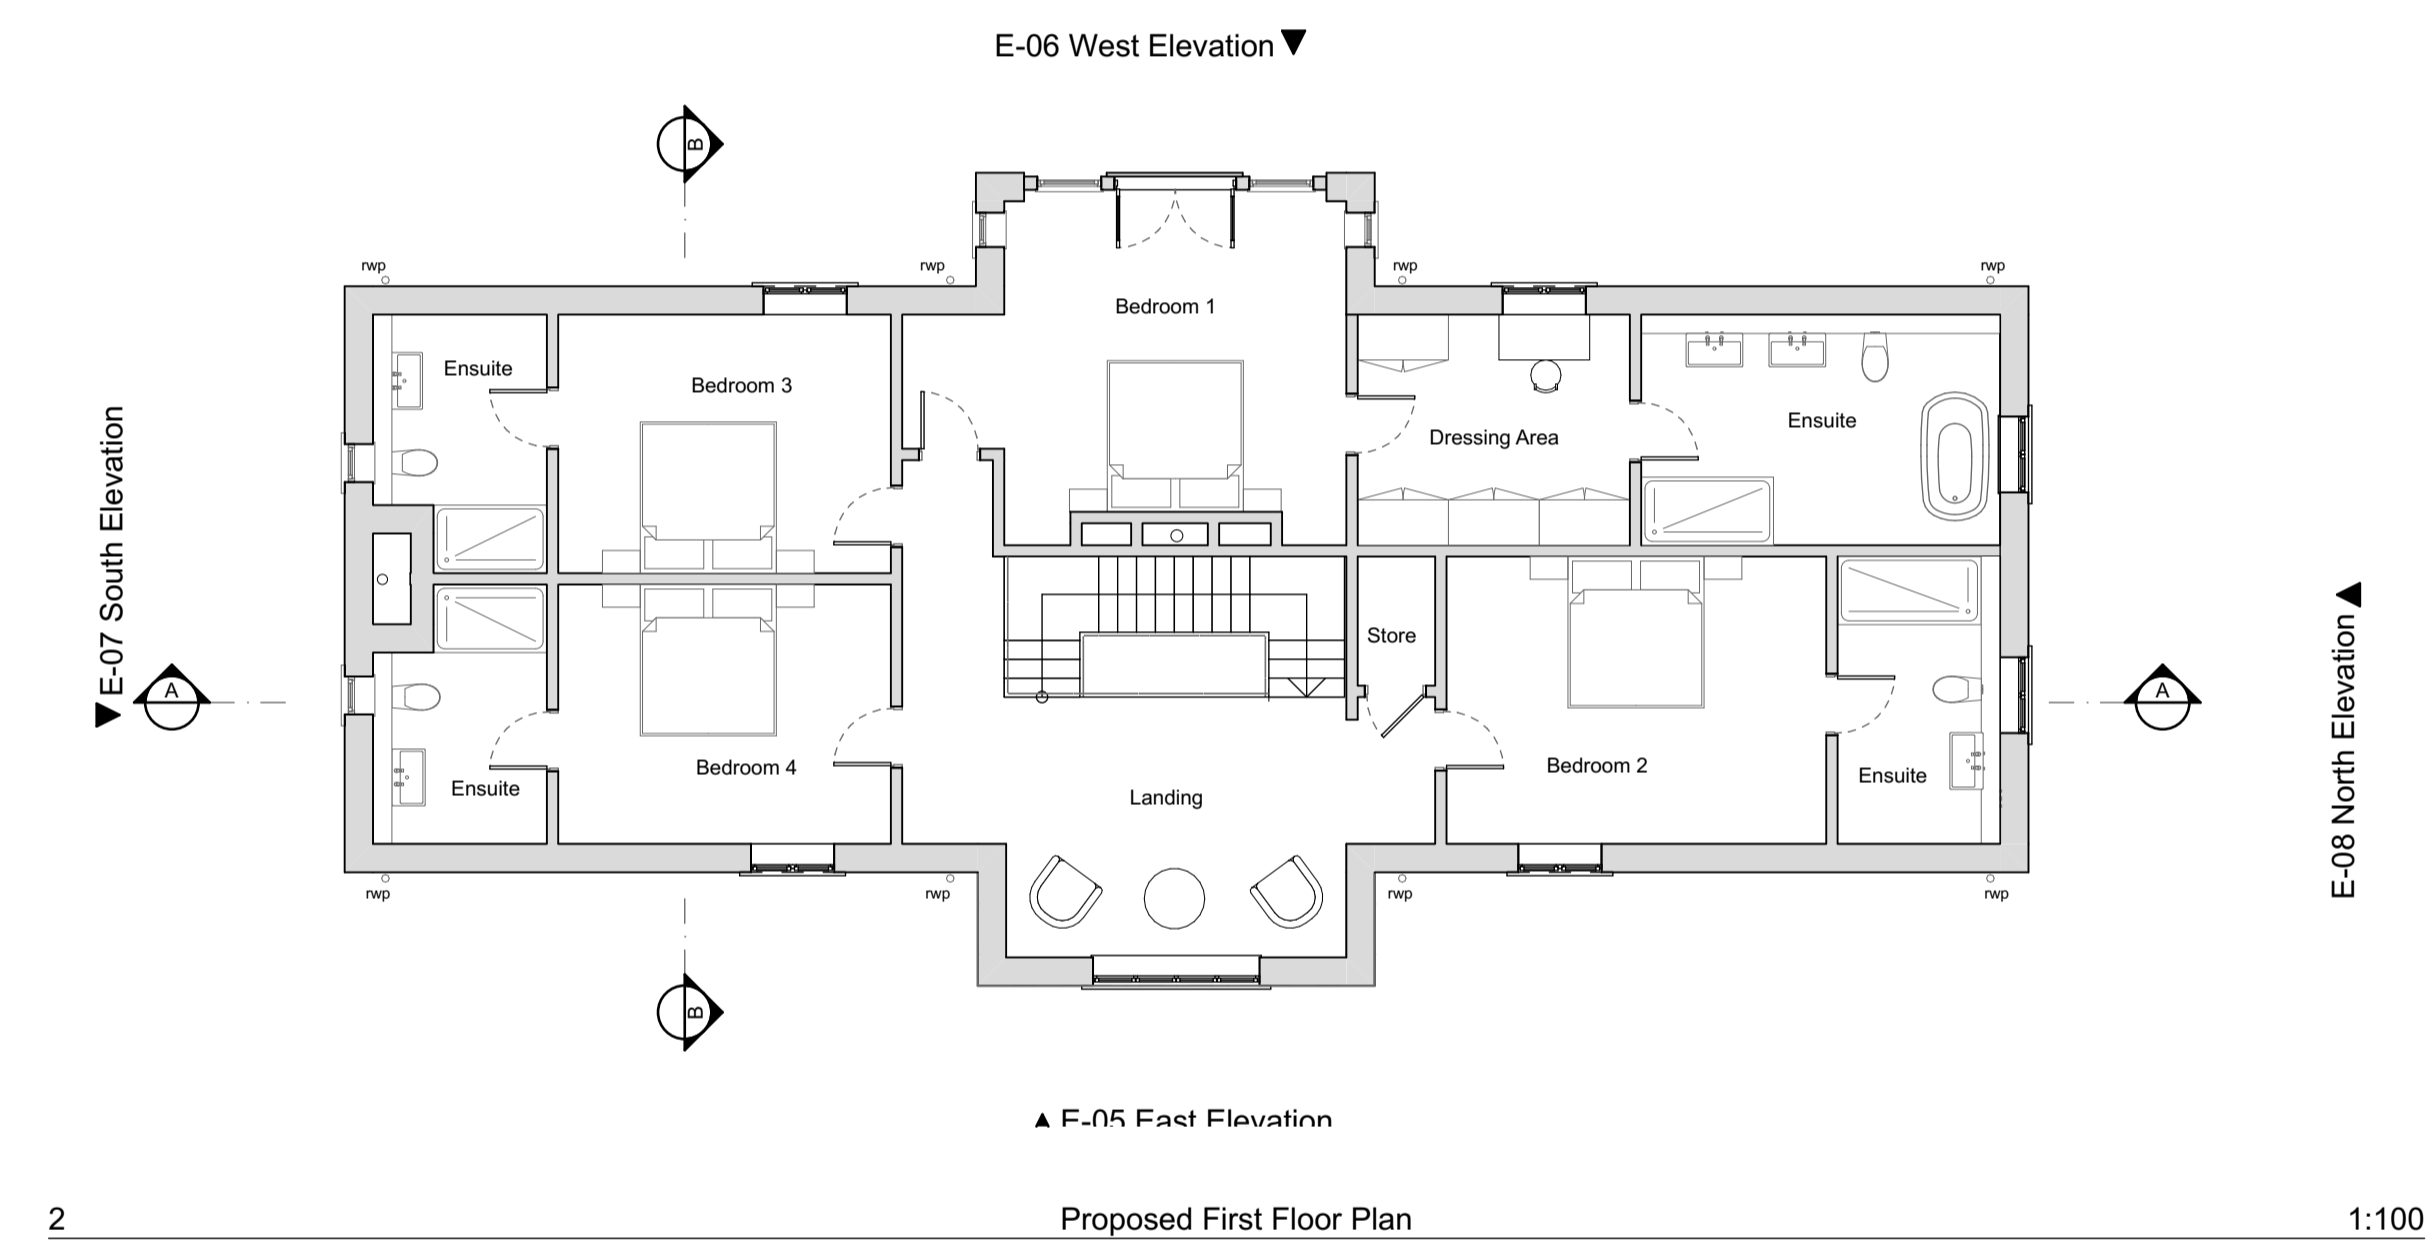 E-06 West Elevation
B
rwp
rwp
rwp
rwp
Bedroom 1
Ensuite
Bedroom 3
Ensuite
Dressing Area
E-07 South Elevation
A
Store
A
E-08 North Elevation
Bedroom 4
Bedroom 2
Ensuite
Ensuite
Landing
rwp
rwp
rwp
rwp
B
E-05 East Elevation
2
Proposed First Floor Plan
1:100